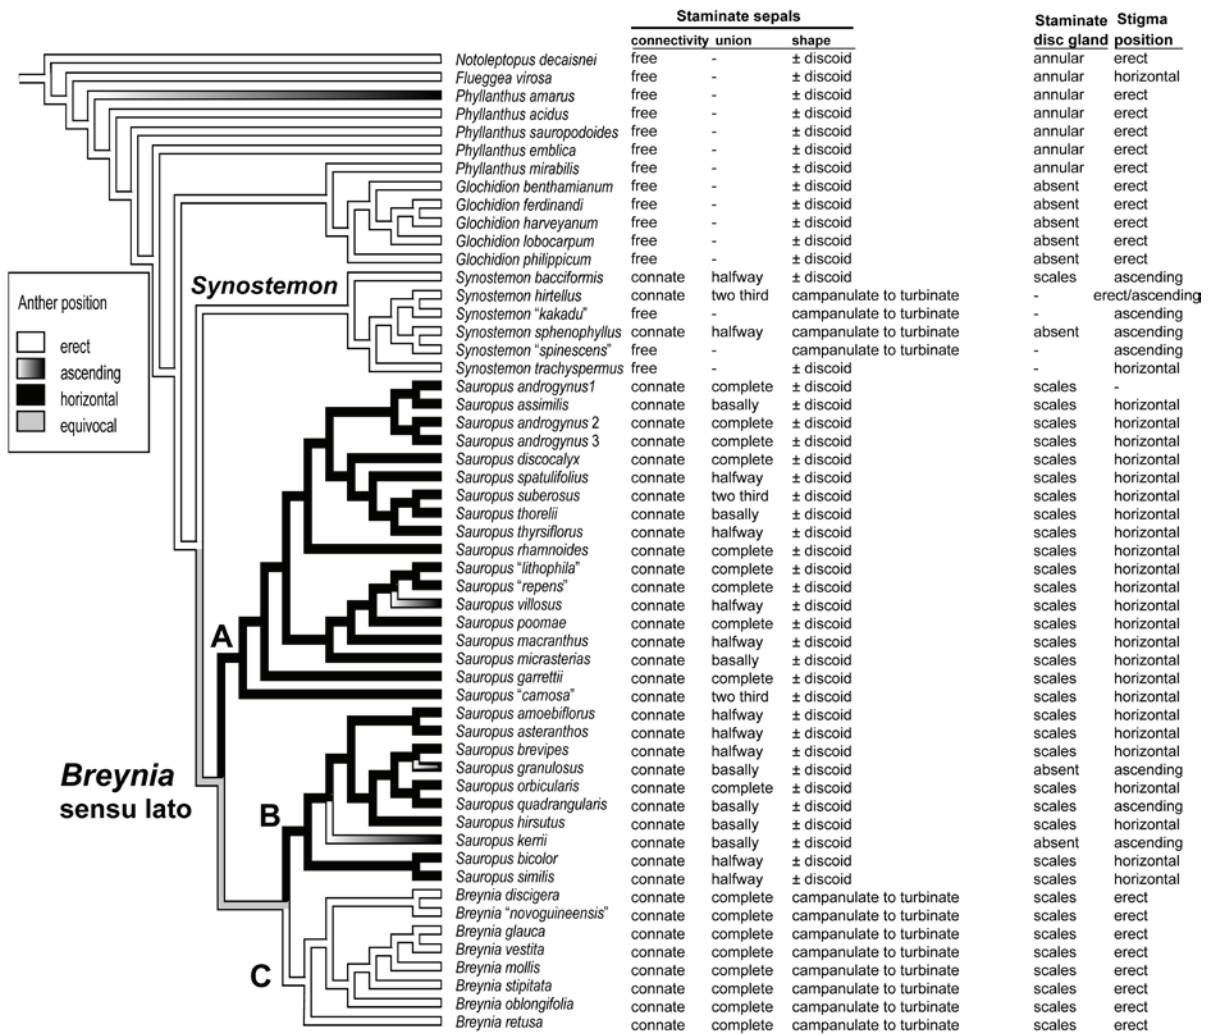 Staminate sepals
Staminate Stigma
connectivity union shape disc gland position
Notoleptopus decaisnei free - ± discoid annular erect
Flueggea virosa free - ± discoid annular horizontal
Phyllanthus amarus free - ± discoid annular erect
Phyllanthus acidus free - ± discoid annular erect
Phyllanthus sauropodoides free - ± discoid annular erect
Phyllanthus emblica free - ± discoid annular erect
Phyllanthus mirabilis free - ± discoid annular erect
Glochidion benthamianum free - ± discoid absent erect
Glochidion ferdinandi free - ± discoid absent erect
Glochidion harveyanum free - ± discoid absent erect
Glochidion lobocarpum free - ± discoid absent erect
Glochidion philippicum free - ± discoid absent erect
Synostemon
Synostemon bacciformis connate halfway ± discoid scales ascending
Synostemon hirtellus connate two third campanulate to turbinate - erect/ascending
Synostemon "kakadu" free - campanulate to turbinate - ascending
Synostemon sphenophyllus connate halfway campanulate to turbinate absent ascending
Synostemon "spinescens" free - campanulate to turbinate - ascending
Synostemon trachyspermus free - ± discoid - horizontal
Anther position
erect
ascending
horizontal
equivocal
Sauropus androgynus1 connate complete ± discoid scales -
Sauropus assimilis connate basally ± discoid scales horizontal
Sauropus androgynus 2 connate complete ± discoid scales horizontal
Sauropus androgynus 3 connate complete ± discoid scales horizontal
Sauropus discocalyx connate complete ± discoid scales horizontal
Sauropus spatulifolius connate halfway ± discoid scales horizontal
Sauropus suberosus connate two third ± discoid scales horizontal
Sauropus thorelii connate basally ± discoid scales horizontal
Sauropus thyrsiflorus connate halfway ± discoid scales horizontal
Sauropus rhamnoides connate complete ± discoid scales horizontal
Sauropus "lithophila" connate complete ± discoid scales horizontal
Sauropus "repens" connate complete ± discoid scales horizontal
Sauropus villosus connate halfway ± discoid scales horizontal
Sauropus poomae connate complete ± discoid scales horizontal
A
Sauropus macranthus connate halfway ± discoid scales horizontal
Sauropus micrasterias connate basally ± discoid scales horizontal
Sauropus garrettii connate complete ± discoid scales horizontal
Sauropus "carnosa" connate two third ± discoid scales horizontal
Sauropus amoebiflorus connate halfway ± discoid scales horizontal
Sauropus asteranthos connate halfway ± discoid scales horizontal
Sauropus brevipes connate halfway ± discoid scales horizontal
Sauropus granulosus connate basally ± discoid absent ascending
Breynia
sensu lato
Sauropus orbicularis connate complete ± discoid scales horizontal
Sauropus quadrangularis connate basally ± discoid scales ascending
B
Sauropus hirsutus connate basally ± discoid scales horizontal
Sauropus kerrii connate basally ± discoid absent ascending
Sauropus bicolor connate halfway ± discoid scales horizontal
Sauropus similis connate halfway ± discoid scales horizontal
Breynia discigera connate complete campanulate to turbinate scales erect
Breynia "novoguineensis" connate complete campanulate to turbinate scales erect
Breynia glauca connate complete campanulate to turbinate scales erect
Breynia vestita connate complete campanulate to turbinate scales erect
C
Breynia mollis connate complete campanulate to turbinate scales erect
Breynia stipitata connate complete campanulate to turbinate scales erect
Breynia oblongifolia connate complete campanulate to turbinate scales erect
Breynia retusa connate complete campanulate to turbinate scales erect